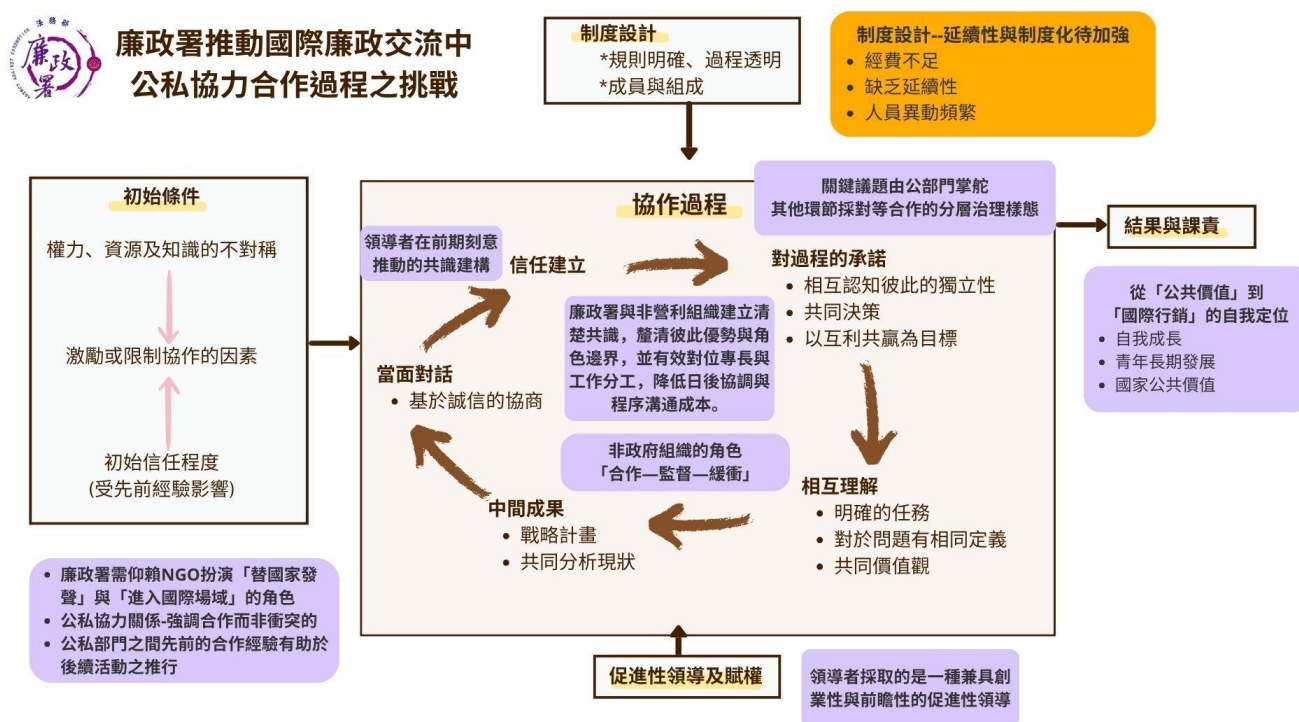 法務部
廉政署
AGENCY AGAINST CORRUPTION
廉政署推動國際廉政交流中
公私協力合作過程之挑戰
制度設計
*規則明確、過程透明
*成員與組成
制度設計--延續性與制度化待加強
經費不足
缺乏延續性
人員異動頻繁
初始條件
權力、資源及知識的不對稱
激勵或限制協作的因素
初始信任程度
(受先前經驗影響)
廉政署需仰賴NGO扮演「替國家發
聲」與「進入國際場域」的角色
公私協力關係-強調合作而非衝突的
公私部門之間先前的合作經驗有助於
後續活動之推行
協作過程
關鍵議題由公部門掌舵
其他環節採對等合作的分層治理樣態
領導者在前期刻意
推動的共識建構
信任建立
對過程的承諾
相互認知彼此的獨立性
共同決策
以互利共贏為目標
廉政署與非營利組織建立清
楚共識，釐清彼此優勢與角
色邊界，並有效對位專長與
工作分工，降低日後協調與
程序溝通成本。
當面對話
基於誠信的協商
非政府組織的角色
「合作—監督—緩衝」
相互理解
明確的任務
對於問題有相同定義
共同價值觀
中間成果
戰略計畫
共同分析現狀
結果與課責
從「公共價值」到
「國際行銷」的自我定位
自我成長
青年長期發展
國家公共價值
促進性領導及賦權
領導者採取的是一種兼具創
業性與前瞻性的促進性領導